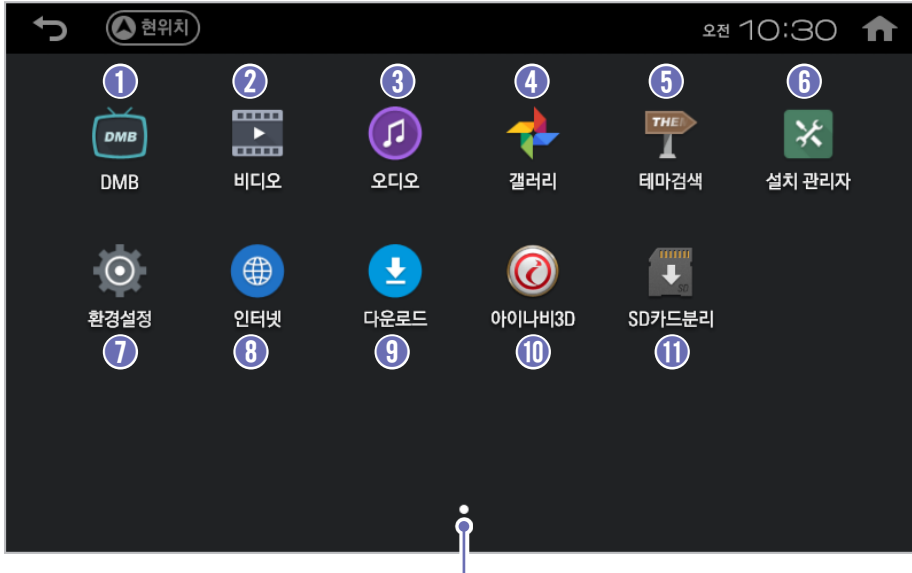 현위치
오전 10:30
1 2 3 4 5 6
DMB
THE
DMB 비디오 오디오 갤러리 테마검색 설치 관리자
SD
환경설정 인터넷 다운로드 아이나비3D SD카드분리
7 8 9 10 11